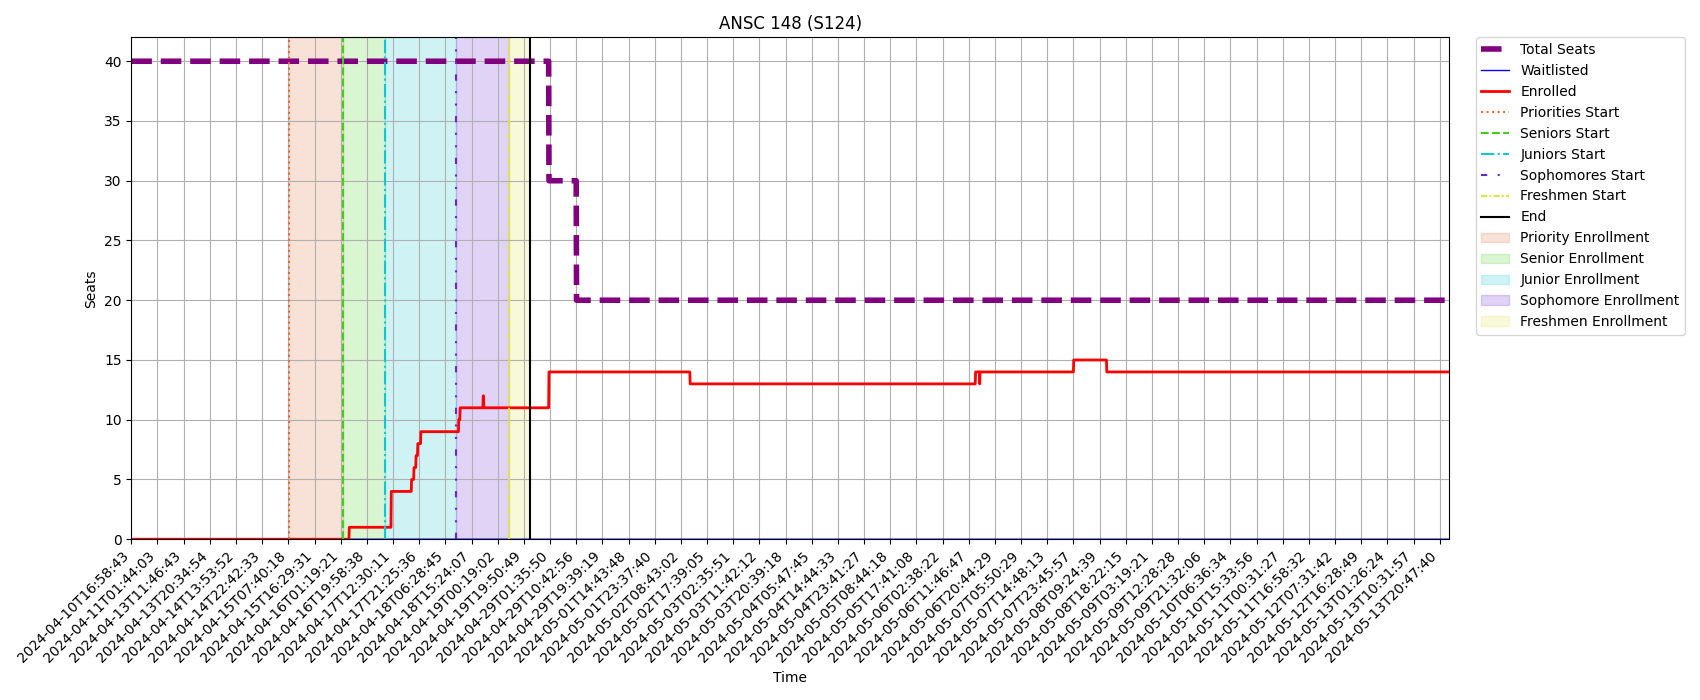 ANSC 148 (S124)
Seats
40
35
30
25
20
15
10
5
0
2024-04-10T16:58:43
2024-04-11T01:44:03
2024-04-13T11:46:43
2024-04-13T20:34:54
2024-04-14T13:53:52
2024-04-14T22:42:33
2024-04-15T07:40:18
2024-04-15T16:29:31
2024-04-16T01:19:21
2024-04-16T19:58:38
2024-04-17T12:30:11
2024-04-17T21:25:36
2024-04-18T06:28:45
2024-04-18T15:24:07
2024-04-19T00:19:02
2024-04-19T19:50:49
2024-04-29T01:35:50
2024-04-29T10:42:56
2024-04-29T19:39:19
2024-05-01T14:43:48
2024-05-01T23:37:40
2024-05-02T08:43:02
2024-05-02T17:39:05
2024-05-03T02:35:51
2024-05-03T11:42:12
2024-05-03T20:39:18
2024-05-04T05:47:45
2024-05-04T14:44:33
2024-05-04T23:41:27
2024-05-05T08:44:18
2024-05-05T17:41:08
2024-05-06T02:38:22
2024-05-06T11:46:47
2024-05-06T20:44:29
2024-05-07T05:50:29
2024-05-07T14:48:13
2024-05-07T23:45:57
2024-05-08T09:24:39
2024-05-08T18:22:15
2024-05-09T03:19:21
2024-05-09T12:28:28
2024-05-09T21:32:06
2024-05-10T06:36:34
2024-05-10T15:33:56
2024-05-11T00:31:27
2024-05-11T16:58:32
2024-05-12T07:31:42
2024-05-12T16:28:49
2024-05-13T01:26:24
2024-05-13T10:31:57
2024-05-13T20:47:40
Time
Total Seats
Waitlisted
Enrolled
Priorities Start
Seniors Start
Juniors Start
Sophomores Start
Freshmen Start
End
Priority Enrollment
Senior Enrollment
Junior Enrollment
Sophomore Enrollment
Freshmen Enrollment